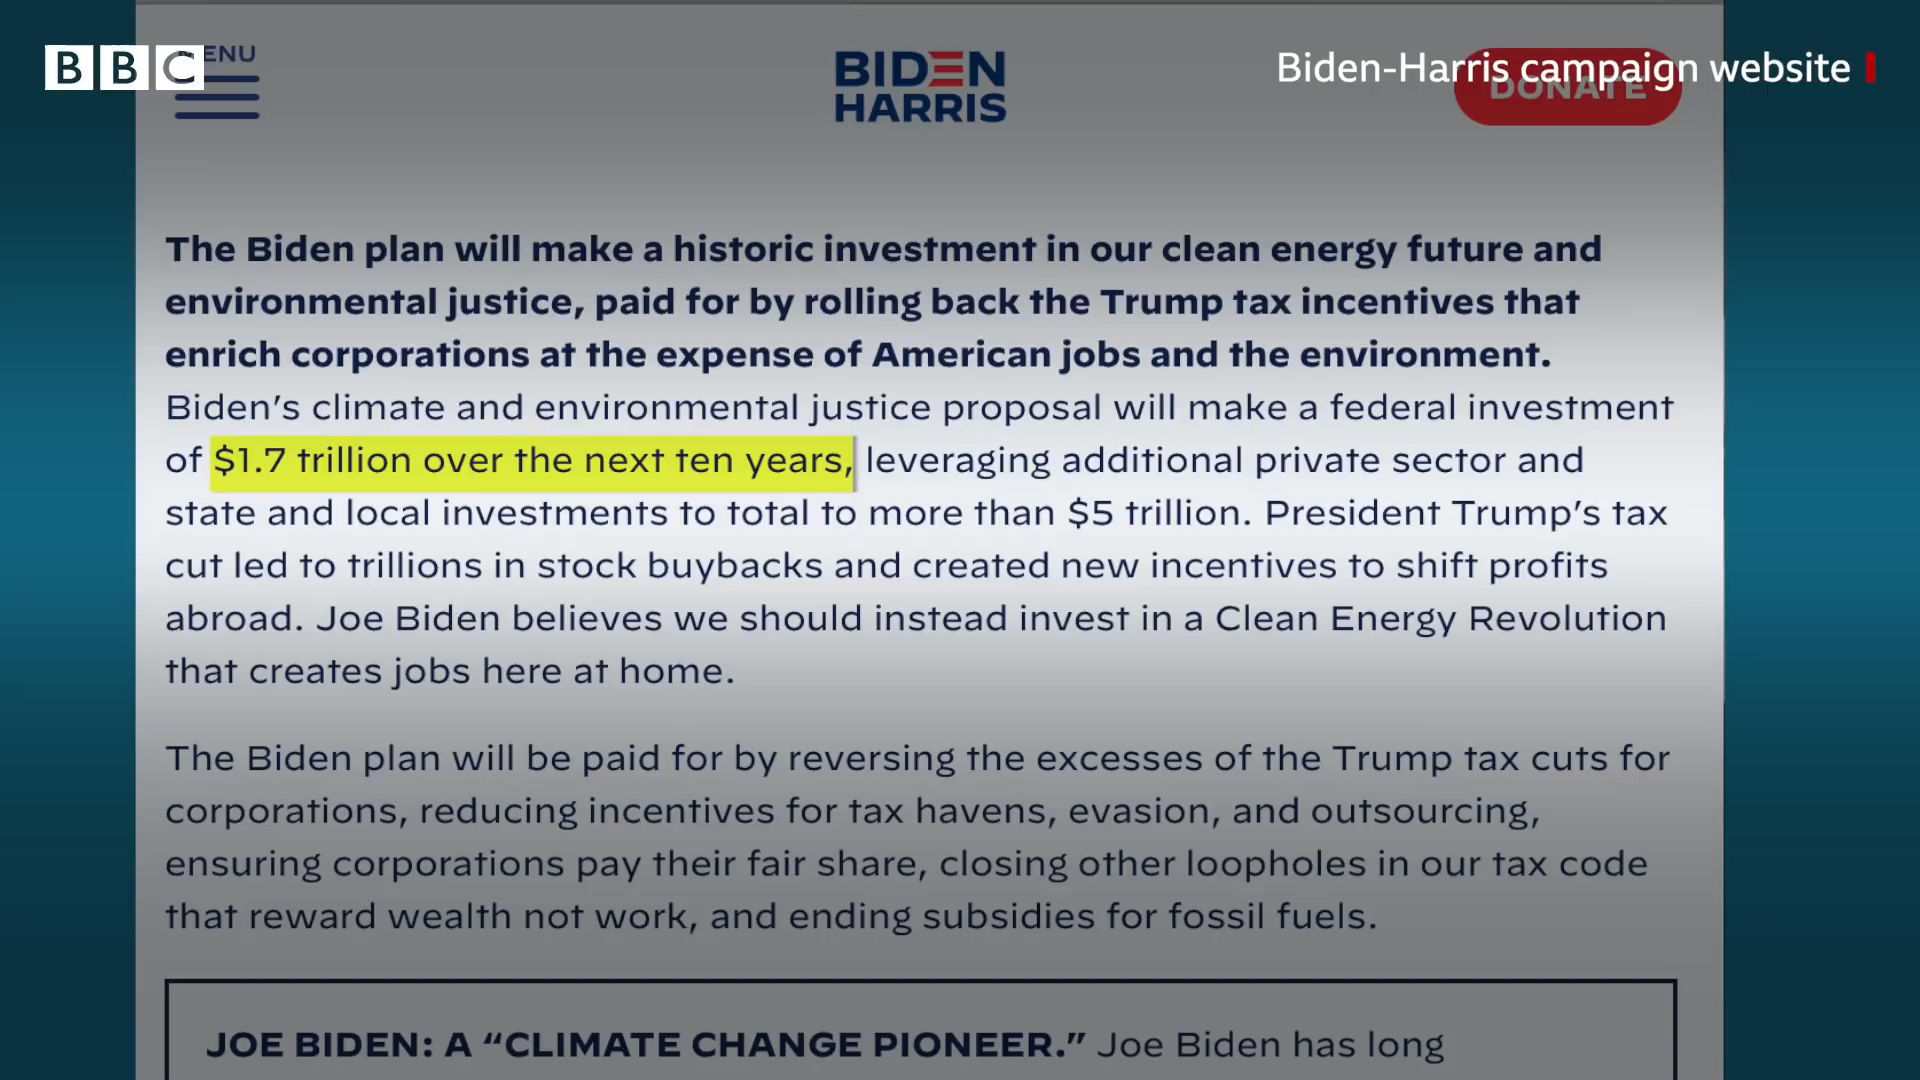 BBC
MENU
BIDEN
HARRIS
Biden-Harris campaign website
DONATE
The Biden plan will make a historic investment in our clean energy future and
environmental justice, paid for by rolling back the Trump tax incentives that
enrich corporations at the expense of American jobs and the environment.
Biden’s climate and environmental justice proposal will make a federal investment
of $1.7 trillion over the next ten years, leveraging additional private sector and
state and local investments to total to more than $5 trillion. President Trump’s tax
cut led to trillions in stock buybacks and created new incentives to shift profits
abroad. Joe Biden believes we should instead invest in a Clean Energy Revolution
that creates jobs here at home.
The Biden plan will be paid for by reversing the excesses of the Trump tax cuts for
corporations, reducing incentives for tax havens, evasion, and outsourcing,
ensuring corporations pay their fair share, closing other loopholes in our tax code
that reward wealth not work, and ending subsidies for fossil fuels.
JOE BIDEN: A “CLIMATE CHANGE PIONEER.” Joe Biden has long